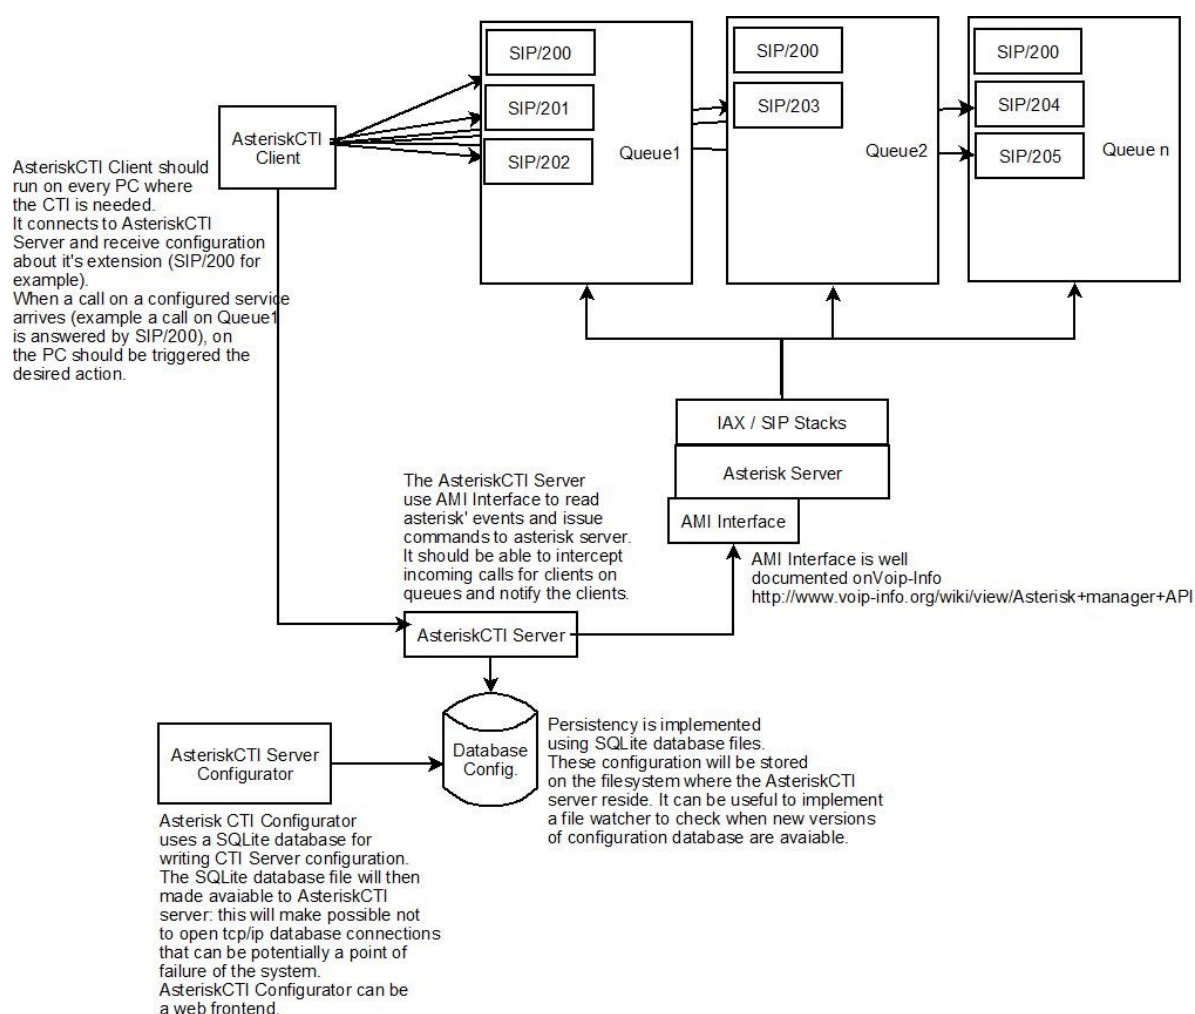 SIP/200
SIP/201
SIP/202
Queue1
SIP/200
SIP/203
Queue2
SIP/200
SIP/204
SIP/205
Queue n
AsteriskCTI
Client
AsteriskCTI Client should
run on every PC where
the CTI is needed.
It connects to AsteriskCTI
Server and receive configuration
about it's extension (SIP/200 for
example).
When a call on a configured service
arrives (example a call on Queue1
is answered by SIP/200), on
the PC should be triggered the
desired action.
IAX / SIP Stacks
Asterisk Server
AMI Interface
The AsteriskCTI Server
use AMI Interface to read
asterisk' events and issue
commands to asterisk server.
It should be able to intercept
incoming calls for clients on
queues and notify the clients.
AMI Interface is well
documented onVoip-Info
http://www.voip-info.org/wiki/view/Asterisk+manager+API
AsteriskCTI Server
AsteriskCTI Server
Configurator
Database
Config.
Persistency is implemented
using SQLite database files.
These configuration will be stored
on the filesystem where the AsteriskCTI
server reside. It can be useful to implement
a file watcher to check when new versions
of configuration database are avaiable.
Asterisk CTI Configurator
uses a SQLite database for
writing CTI Server configuration.
The SQLite database file will then
made avaiable to AsteriskCTI
server: this will make possible not
to open tcp/ip database connections
that can be potentially a point of
failure of the system.
AsteriskCTI Configurator can be
a web frontend.